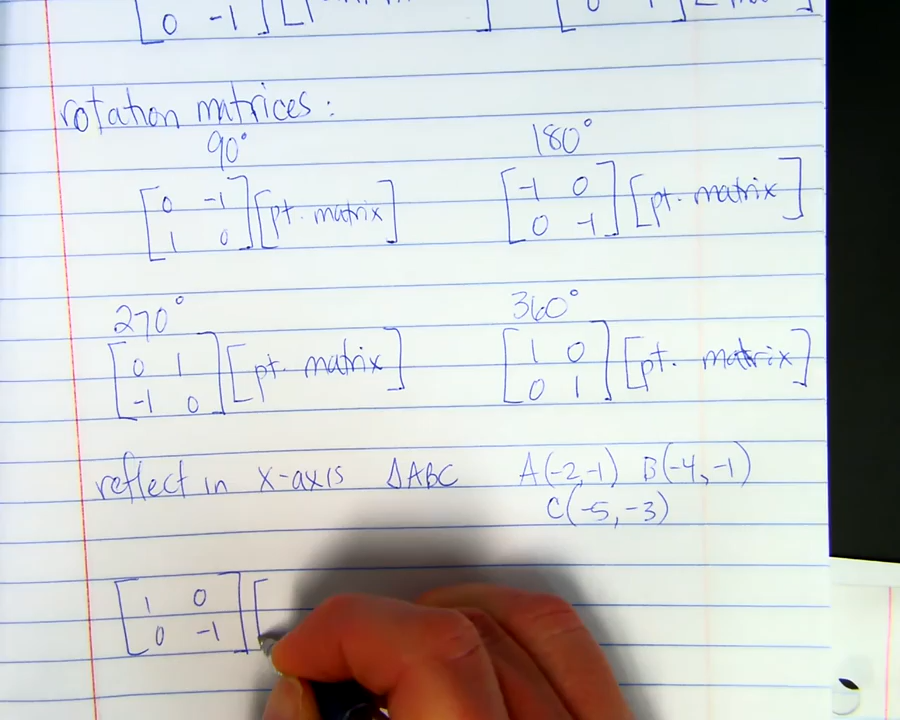 0 -1
rotation matrices:
90° 180°
[0 -1] [pt. matrix] [-1 0] [pt. matrix]
[1 0] [0 -1]
270° 360°
[0 1] [pt. matrix] [1 0] [pt. matrix]
[-1 0] [0 1]
reflect in x-axis ΔABC A(-2,-1) B(-4,-1)
C(-5,-3)
[1 0] [
[0 -1]